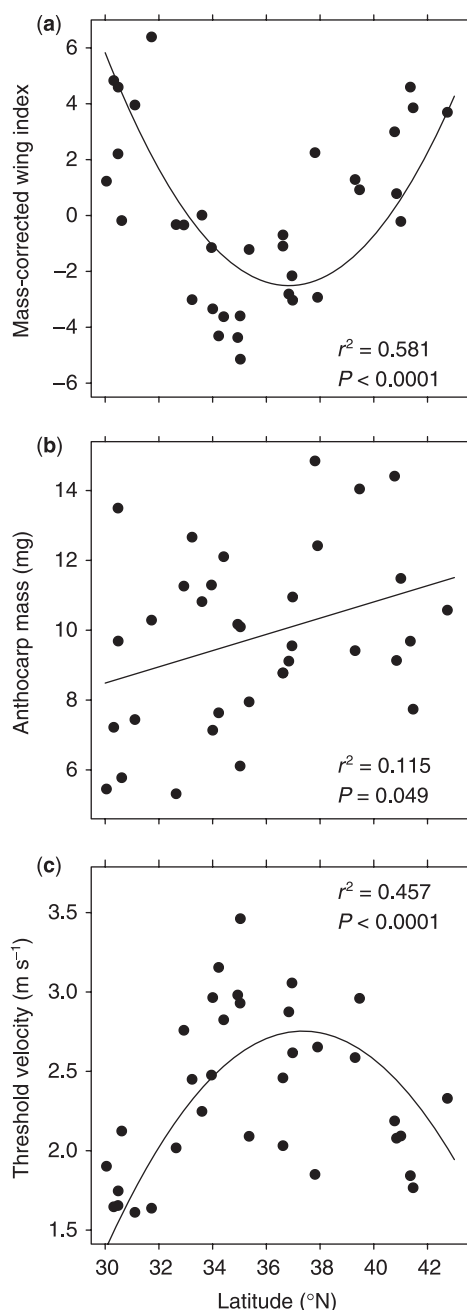 (a)
Mass-corrected wing index
6
4
2
0
−2
−4
−6
r² = 0.581
P < 0.0001
(b)
Anthocarp mass (mg)
14
12
10
8
6
r² = 0.115
P = 0.049
(c)
Threshold velocity (m s⁻¹)
3.5
3.0
2.5
2.0
1.5
r² = 0.457
P < 0.0001
30 32 34 36 38 40 42
Latitude (°N)